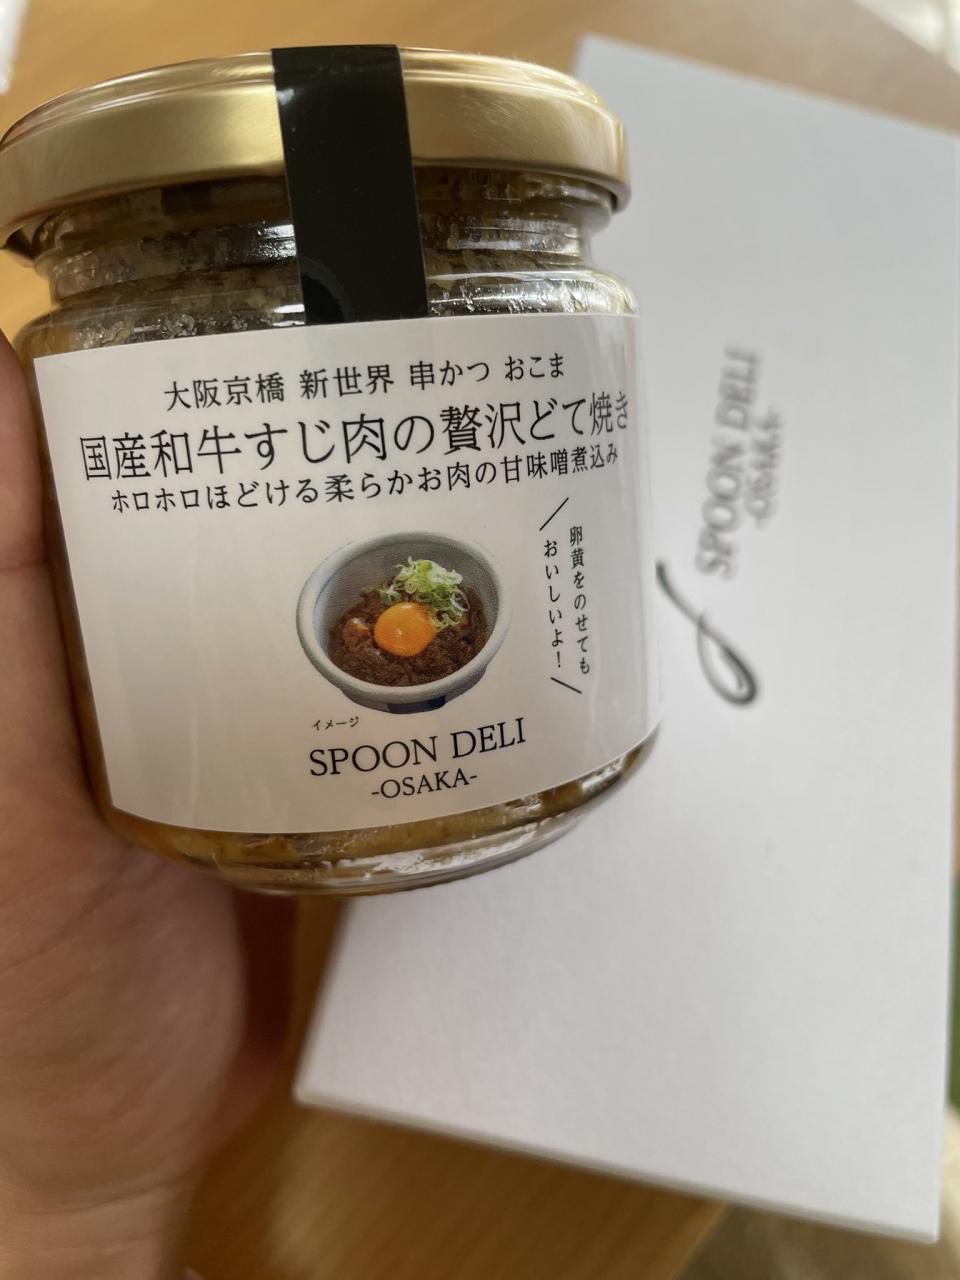 大阪京橋 新世界 串かつ おこま
国産和牛すじ肉の贅沢どて焼き
ホロホロほどける柔らかお肉の甘味噌煮込み
卵黄をのせても
おいしいよ！
イメージ
SPOON DELI
-OSAKA-
SPOON DELI
-OSAKA-